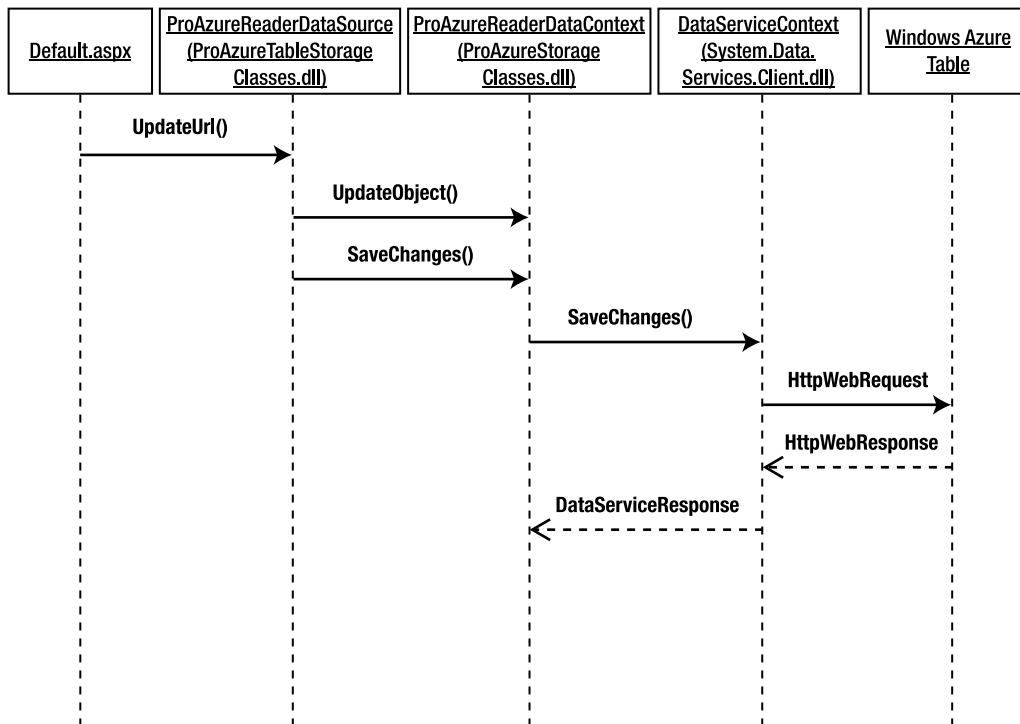 Default.aspx
ProAzureReaderDataSource
(ProAzureTableStorage
Classes.dll)
ProAzureReaderDataContext
(ProAzureStorage
Classes.dll)
DataServiceContext
(System.Data.
Services.Client.dll)
Windows Azure
Table
UpdateUrl()
UpdateObject()
SaveChanges()
SaveChanges()
HttpWebRequest
HttpWebResponse
DataServiceResponse